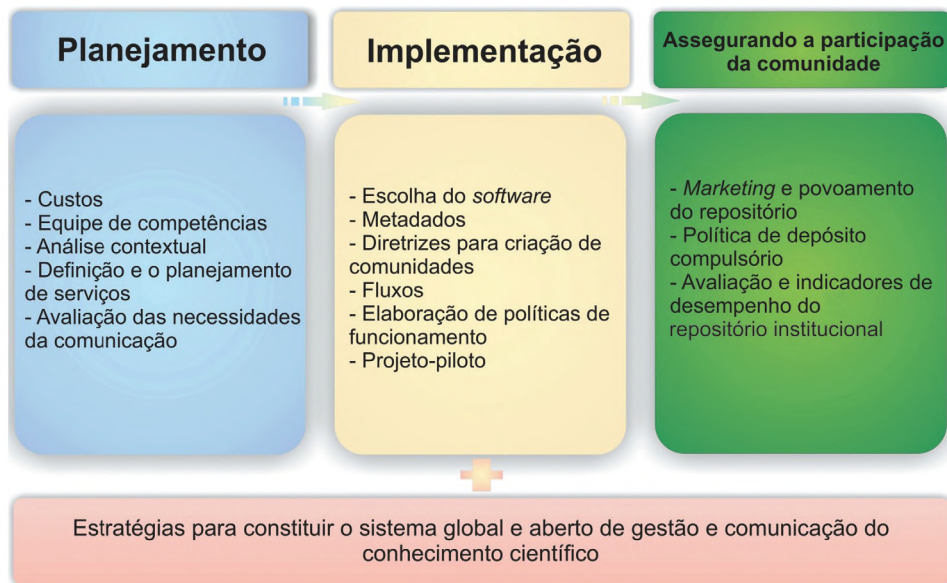 Planejamento
Implementação
Assegurando a participação
da comunidade
- Custos
- Equipe de competências
- Análise contextual
- Definição e o planejamento
de serviços
- Avaliação das necessidades
da comunicação
- Escolha do software
- Metadados
- Diretrizes para criação de
comunidades
- Fluxos
- Elaboração de políticas de
funcionamento
- Projeto-piloto
- Marketing e povoamento
do repositório
- Política de depósito
compulsório
- Avaliação e indicadores de
desempenho do
repositório institucional
Estratégias para constituir o sistema global e aberto de gestão e comunicação do
conhecimento científico